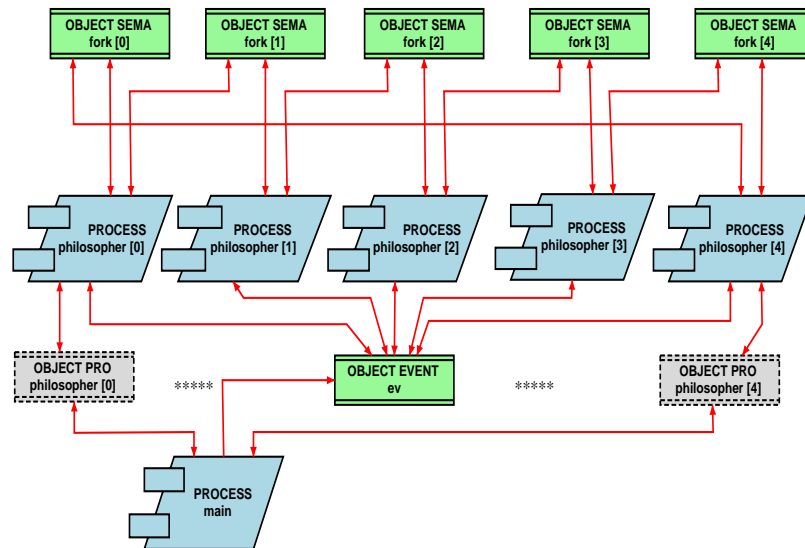 OBJECT SEMA
fork [0]
OBJECT SEMA
fork [1]
OBJECT SEMA
fork [2]
OBJECT SEMA
fork [3]
OBJECT SEMA
fork [4]
PROCESS
philosopher [0]
PROCESS
philosopher [1]
PROCESS
philosopher [2]
PROCESS
philosopher [3]
PROCESS
philosopher [4]
OBJECT PRO
philosopher [0]
*****
OBJECT EVENT
ev
*****
OBJECT PRO
philosopher [4]
PROCESS
main